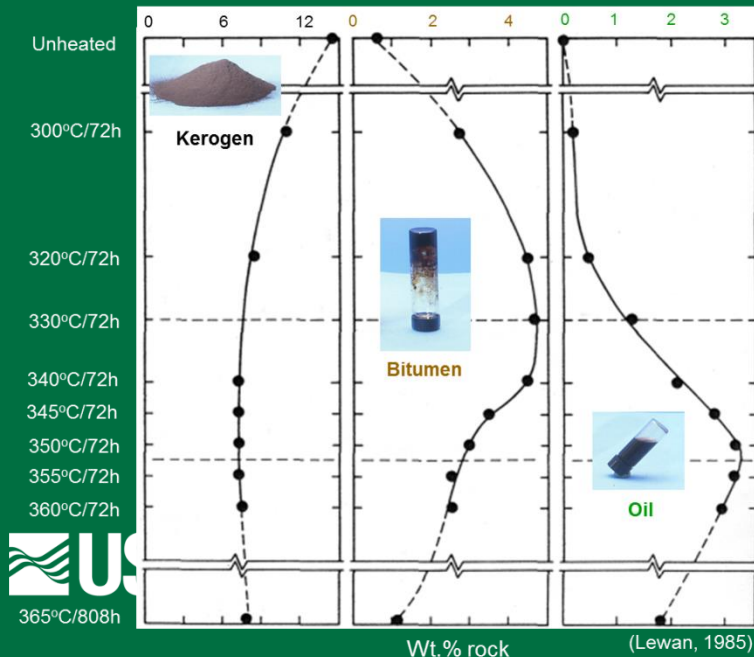 0 6 12 0 2 4 0 1 2 3
Unheated
Kerogen
300°C/72h
320°C/72h
330°C/72h
Bitumen
340°C/72h
345°C/72h
350°C/72h
355°C/72h
Oil
360°C/72h
US
365°C/808h
Wt.% rock
(Lewan, 1985)